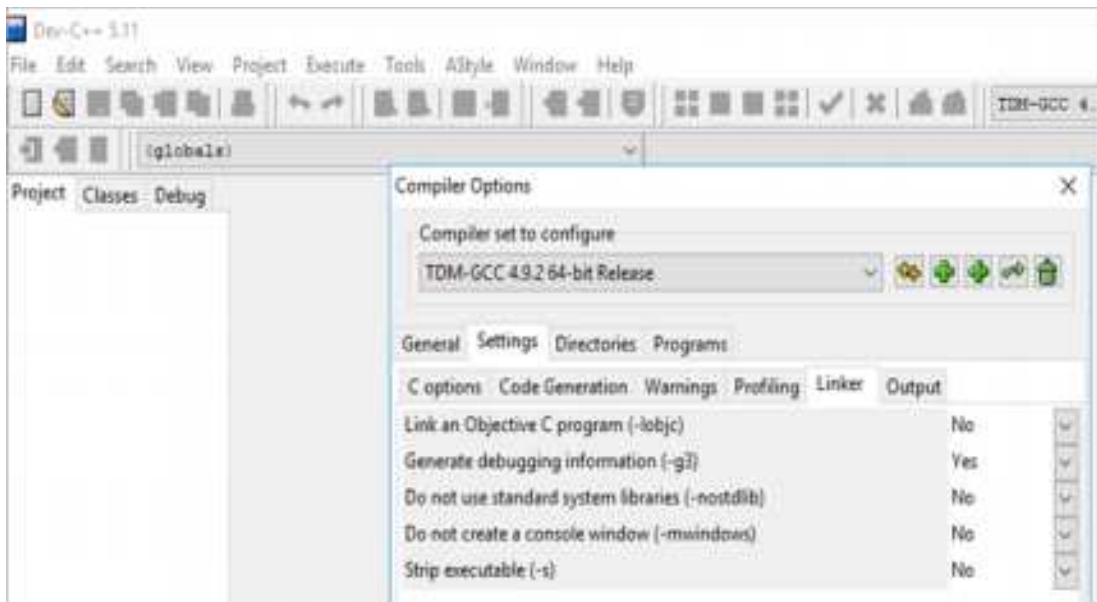 Dev-C++ 5.11
File Edit Search View Project Execute Tools AStyle Window Help
TDM-GCC 4.
(globals)
Project Classes Debug
Compiler Options
Compiler set to configure
TDM-GCC 4.9.2 64-bit Release
General Settings Directories Programs
C options Code Generation Warnings Profiling Linker Output
Link an Objective C program (-lobjc) No
Generate debugging information (-g3) Yes
Do not use standard system libraries (-nostdlib) No
Do not create a console window (-mwindows) No
Strip executable (-s) No